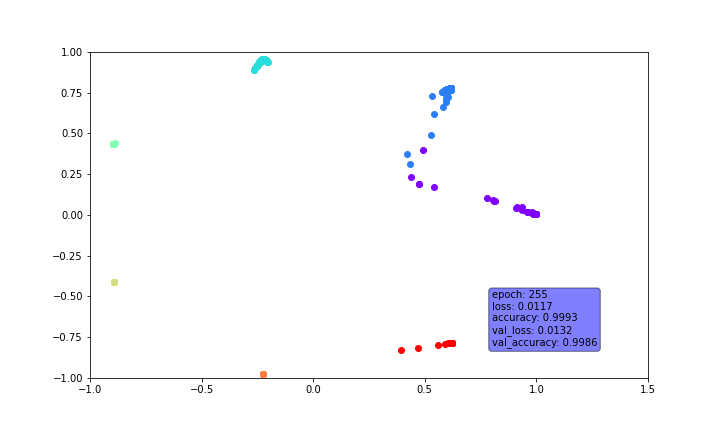 1.00
0.75
0.50
0.25
0.00
−0.25
−0.50
−0.75
−1.00
epoch: 255
loss: 0.0117
accuracy: 0.9993
val_loss: 0.0132
val_accuracy: 0.9986
−1.0 −0.5 0.0 0.5 1.0 1.5